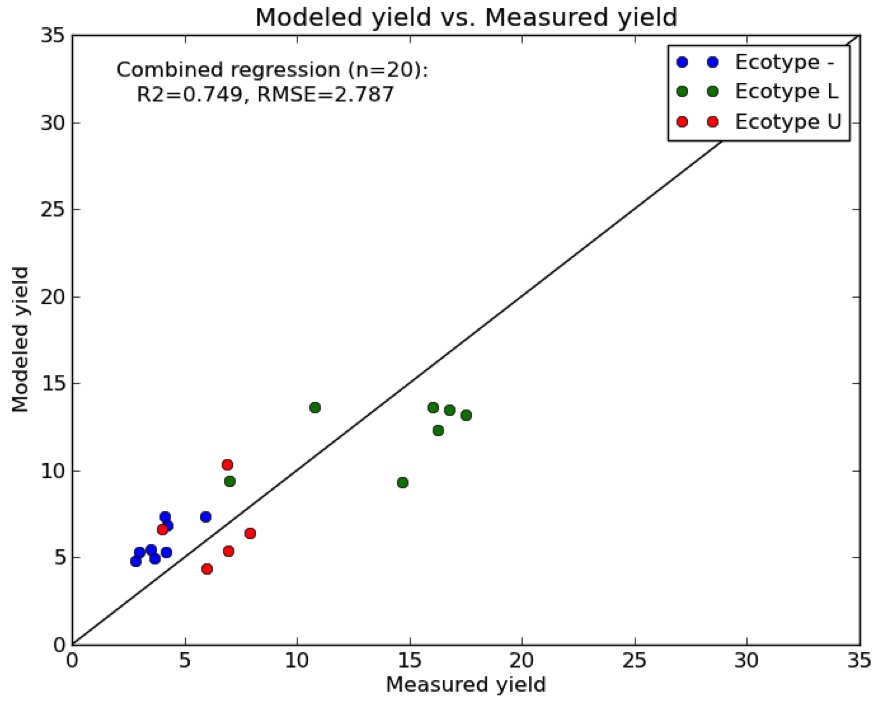 Modeled yield vs. Measured yield
35
Combined regression (n=20):
R2=0.749, RMSE=2.787
Ecotype -
Ecotype L
Ecotype U
30
25
20
15
10
5
0
Modeled yield
0 5 10 15 20 25 30 35
Measured yield